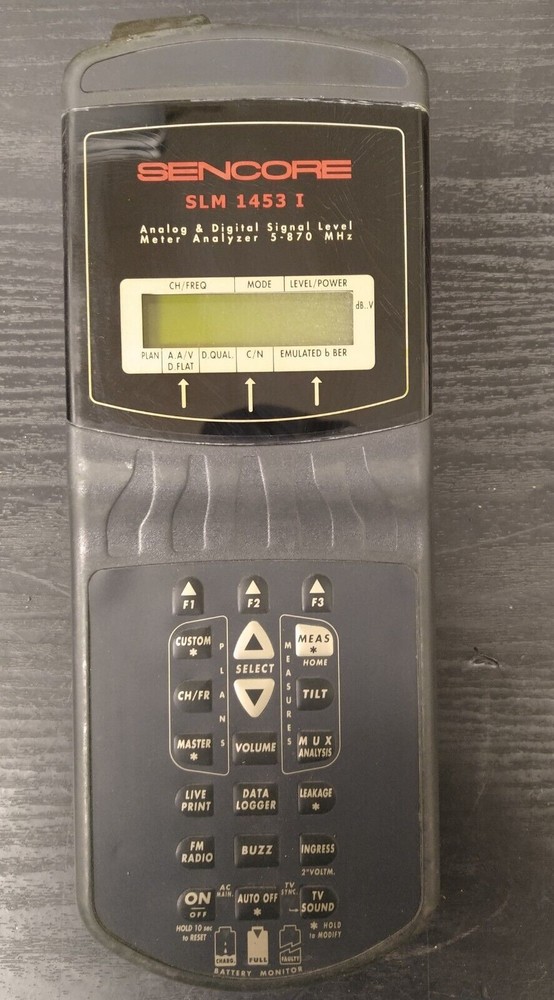 SENCORE
SLM 1453 I
Analog & Digital Signal Level
Meter Analyzer 5-870 MHz
CH/FREQ MODE LEVEL/POWER
dB..V
PLAN A.A/V D.QUAL. C/N EMULATED b BER
D.FLAT
F1 F2 F3
CUSTOM * MEAS *
SELECT HOME
PLANS MEASURES
CH/FR TILT
MASTER * VOLUME MUX ANALYSIS
LIVE PRINT DATA LOGGER LEAKAGE *
FM RADIO BUZZ INGRESS
2"VOLTM.
ON OFF AC MAIN. AUTO OFF * TV SYNC. TV SOUND
HOLD 10 sec to RESET * HOLD to MODIFY
CHARG. FULL FAULTY
BATTERY MONITOR